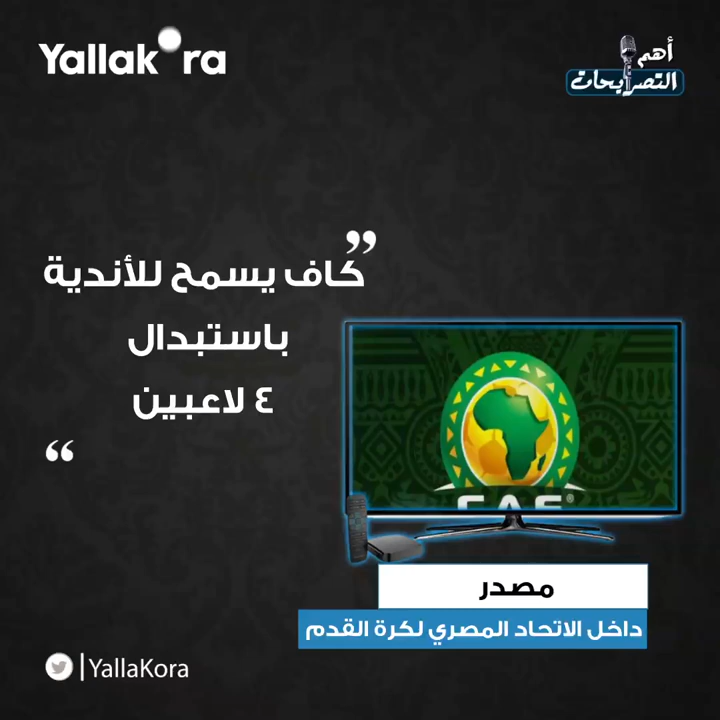 Yallakora
أهم
التصريحات
”كاف يسمح للأندية
باستبدال
٤ لاعبين
“
CAF®
مصدر
داخل الاتحاد المصري لكرة القدم
|YallaKora